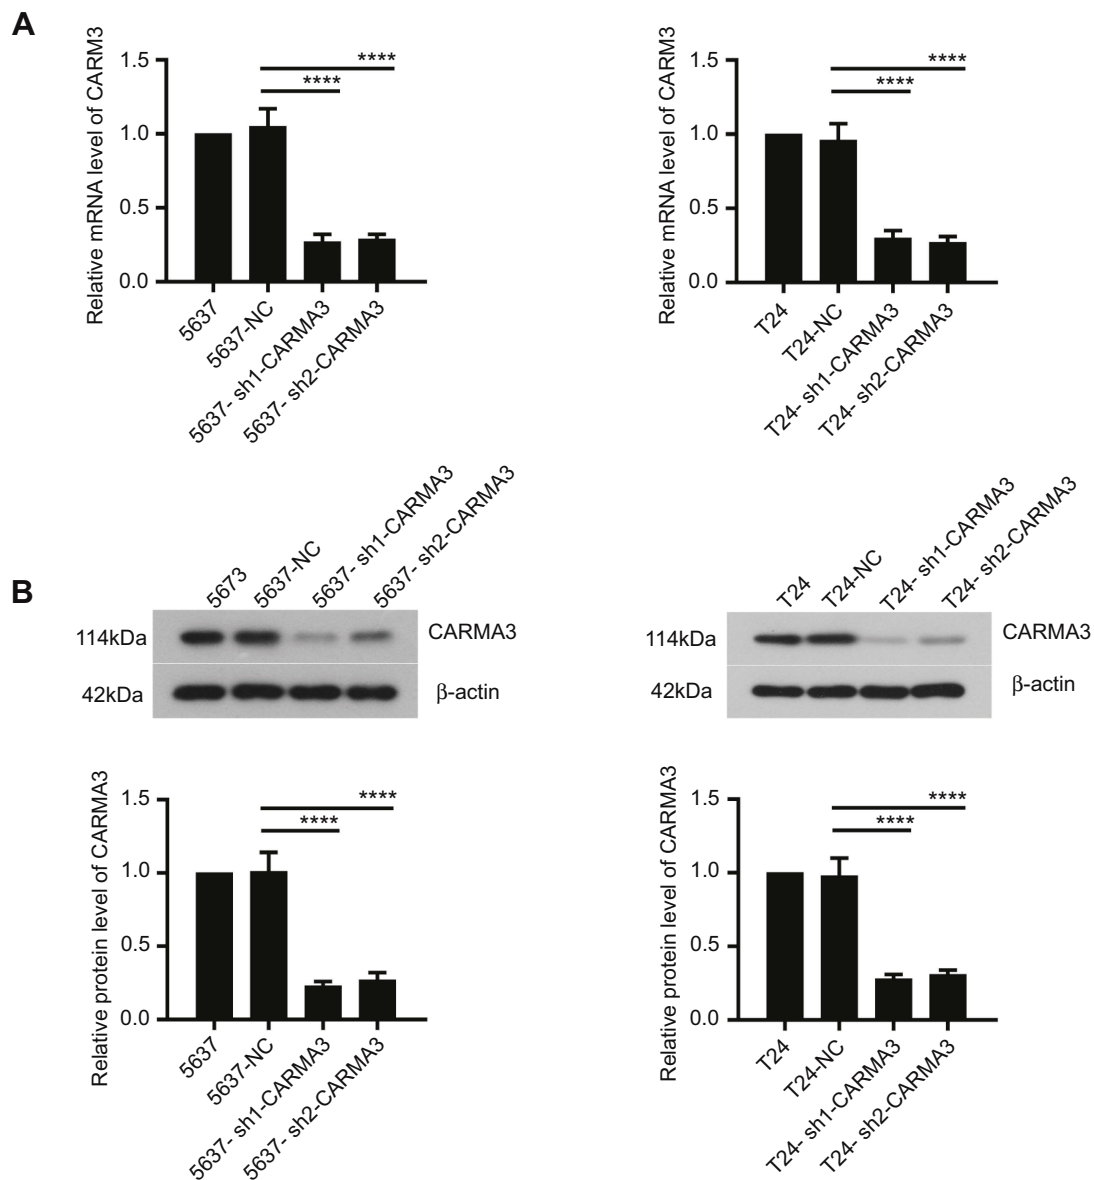 A
Relative mRNA level of CARM3
1.5
1.0
0.5
0.0
****
****
5637
5637-NC
5637- sh1-CARMA3
5637- sh2-CARMA3
Relative mRNA level of CARM3
1.5
1.0
0.5
0.0
****
****
T24
T24-NC
T24- sh1-CARMA3
T24- sh2-CARMA3
B
5673
5637-NC
5637- sh1-CARMA3
5637- sh2-CARMA3
114kDa
CARMA3
42kDa
β-actin
T24
T24-NC
T24- sh1-CARMA3
T24- sh2-CARMA3
114kDa
CARMA3
42kDa
β-actin
Relative protein level of CARMA3
1.5
1.0
0.5
0.0
****
****
5637
5637-NC
5637- sh1-CARMA3
5637- sh2-CARMA3
Relative protein level of CARMA3
1.5
1.0
0.5
0.0
****
****
T24
T24-NC
T24- sh1-CARMA3
T24- sh2-CARMA3